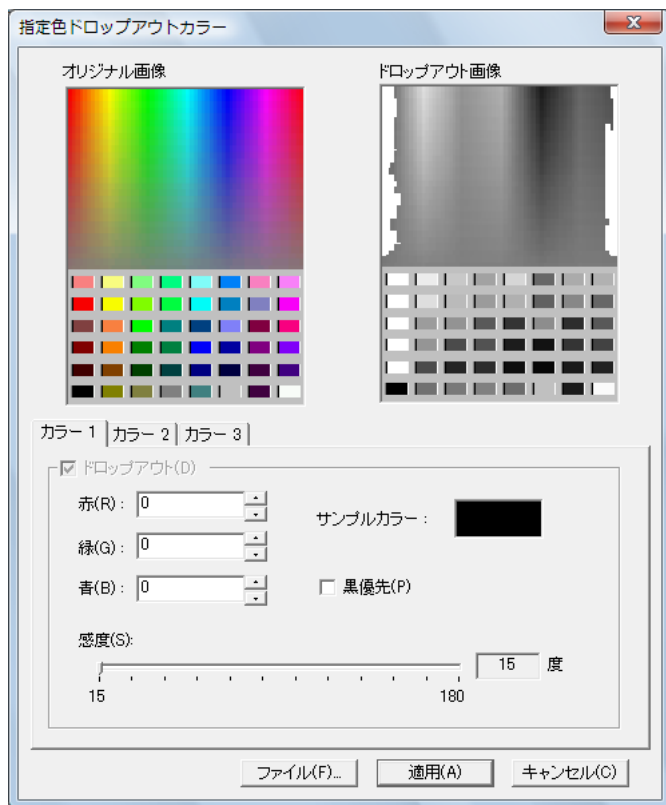 指定色ドロップアウトカラー
オリジナル画像
ドロップアウト画像
カラー 1 カラー 2 カラー 3
ドロップアウト(D)
赤(R): 0
緑(G): 0
青(B): 0
サンプルカラー:
黒優先(P)
感度(S):
15 度
15 180
ファイル(F)... 適用(A) キャンセル(C)